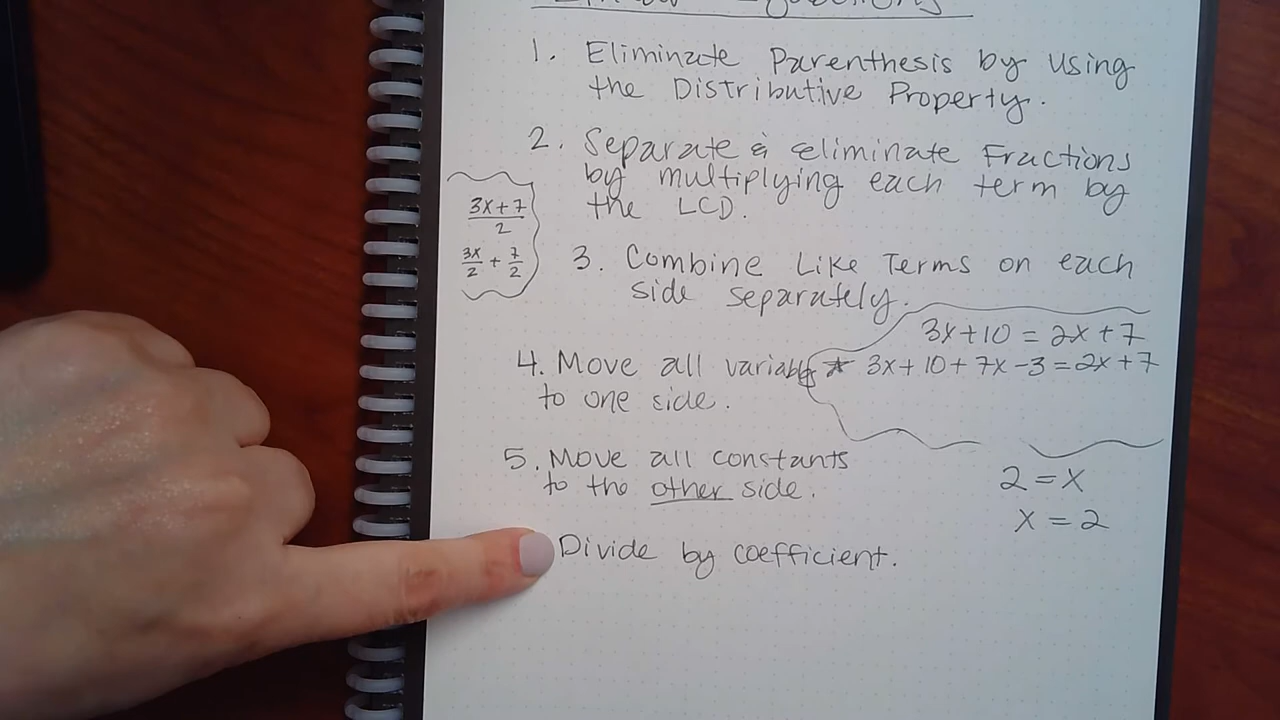 1. Eliminate Parenthesis by using
the Distributive Property.
2. Separate & eliminate Fractions
by multiplying each term by
the LCD.
3x+7
2
3x/2 + 7/2
3. Combine Like Terms on each
side separately.
3x+10=2x+7
4. Move all variables * 3x+10+7x-3=2x+7
to one side.
5. Move all constants
to the other side.
2=x
x=2
Divide by coefficient.